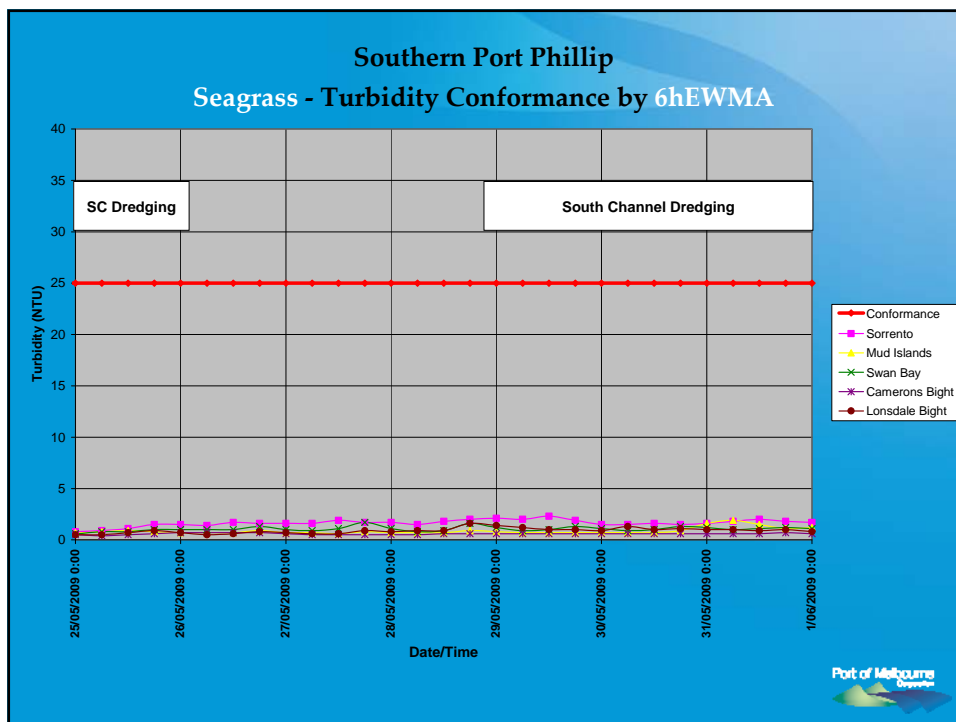 Southern Port Phillip
Seagrass - Turbidity Conformance by 6hEWMA
40
35
30
25
20
15
10
5
0
Turbidity (NTU)
SC Dredging
South Channel Dredging
Conformance
Sorrento
Mud Islands
Swan Bay
Camerons Bight
Lonsdale Bight
25/05/2009 0:00
26/05/2009 0:00
27/05/2009 0:00
28/05/2009 0:00
29/05/2009 0:00
30/05/2009 0:00
31/05/2009 0:00
1/06/2009 0:00
Date/Time
Port of Melbourne
Corporation